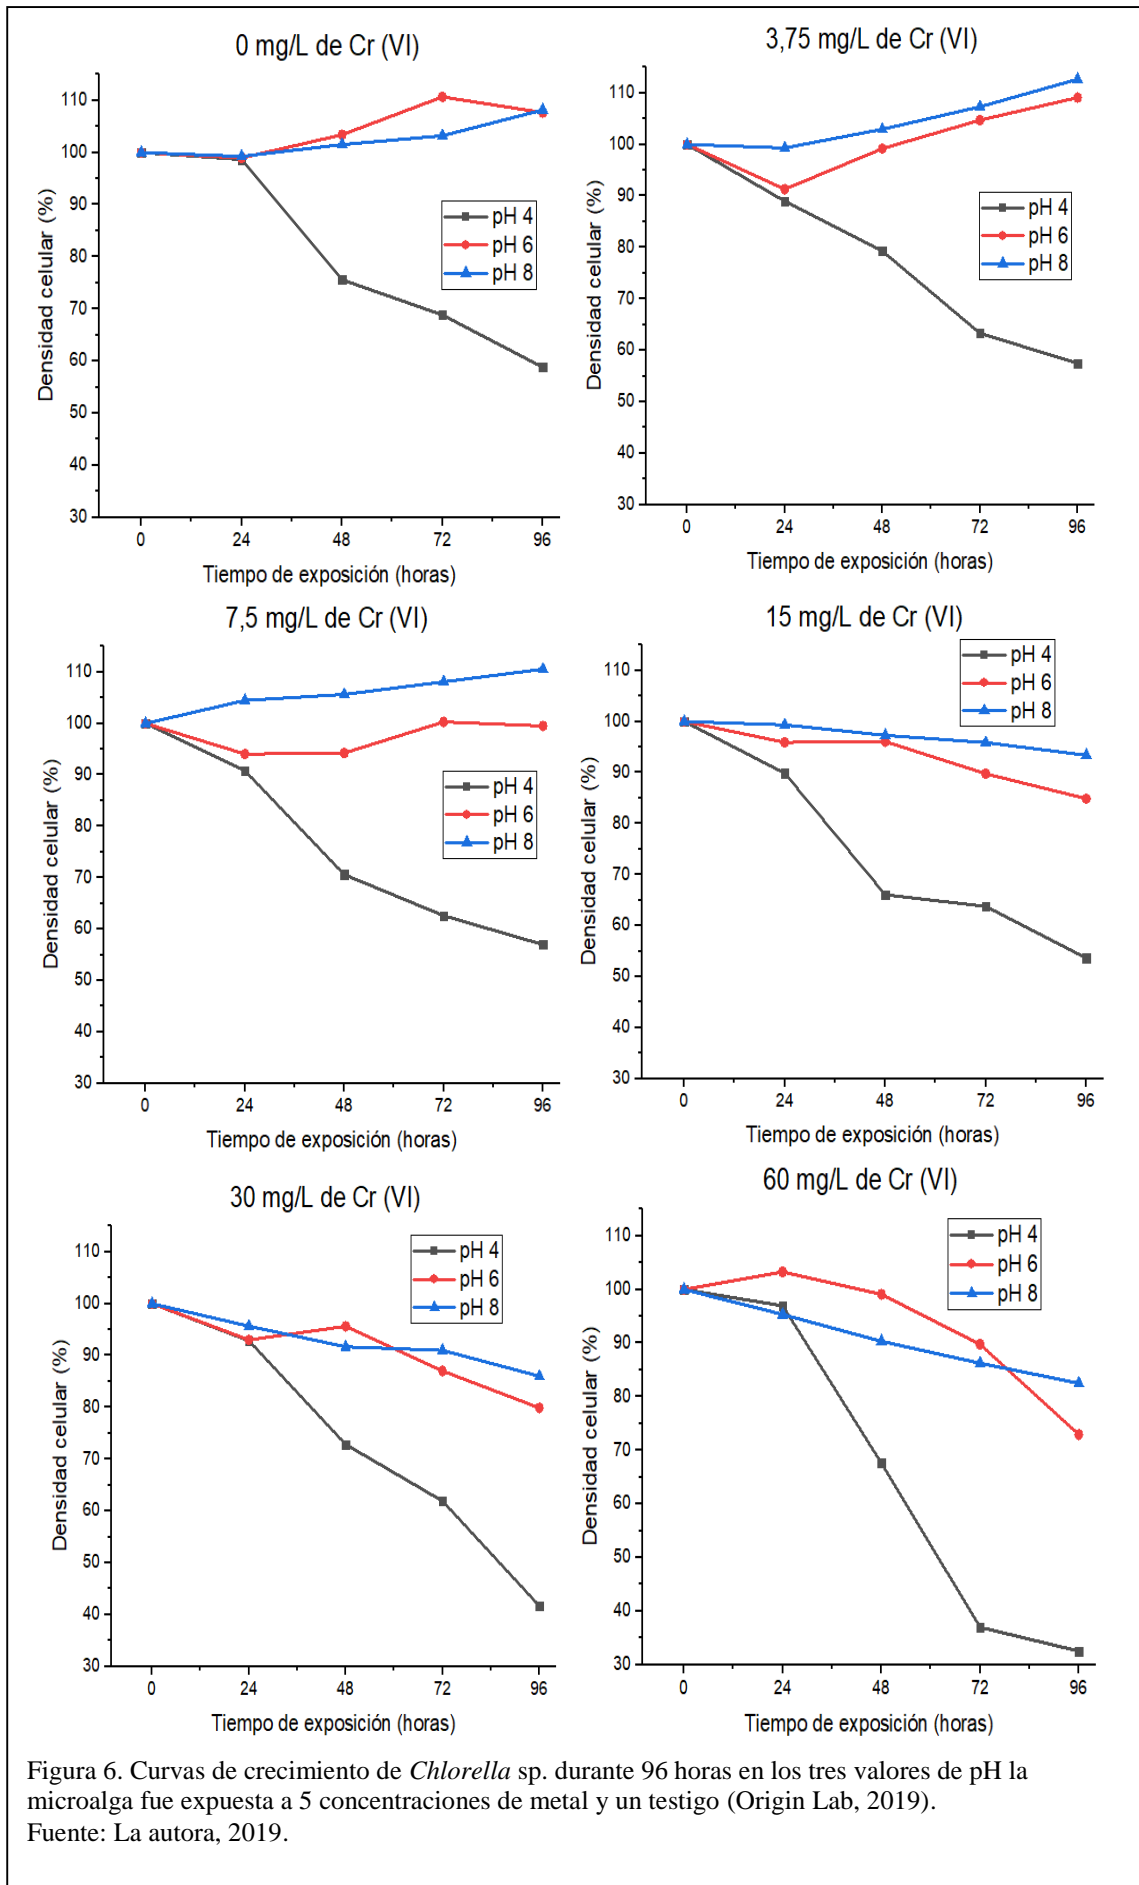 0 mg/L de Cr (VI)
110
100
90
80
70
60
50
40
30
Densidad celular (%)
pH 4
pH 6
pH 8
0 24 48 72 96
Tiempo de exposición (horas)
3,75 mg/L de Cr (VI)
110
100
90
80
70
60
50
40
30
Densidad celular (%)
pH 4
pH 6
pH 8
0 24 48 72 96
Tiempo de exposición (horas)
7,5 mg/L de Cr (VI)
110
100
90
80
70
60
50
40
30
Densidad celular (%)
pH 4
pH 6
pH 8
0 24 48 72 96
Tiempo de exposición (horas)
15 mg/L de Cr (VI)
110
100
90
80
70
60
50
40
30
Densidad celular (%)
pH 4
pH 6
pH 8
0 24 48 72 96
Tiempo de exposición (horas)
30 mg/L de Cr (VI)
110
100
90
80
70
60
50
40
30
Densidad celular (%)
pH 4
pH 6
pH 8
0 24 48 72 96
Tiempo de exposición (horas)
60 mg/L de Cr (VI)
110
100
90
80
70
60
50
40
30
Densidad celular (%)
pH 4
pH 6
pH 8
0 24 48 72 96
Tiempo de exposición (horas)
Figura 6. Curvas de crecimiento de Chlorella sp. durante 96 horas en los tres valores de pH la
microalga fue expuesta a 5 concentraciones de metal y un testigo (Origin Lab, 2019).
Fuente: La autora, 2019.